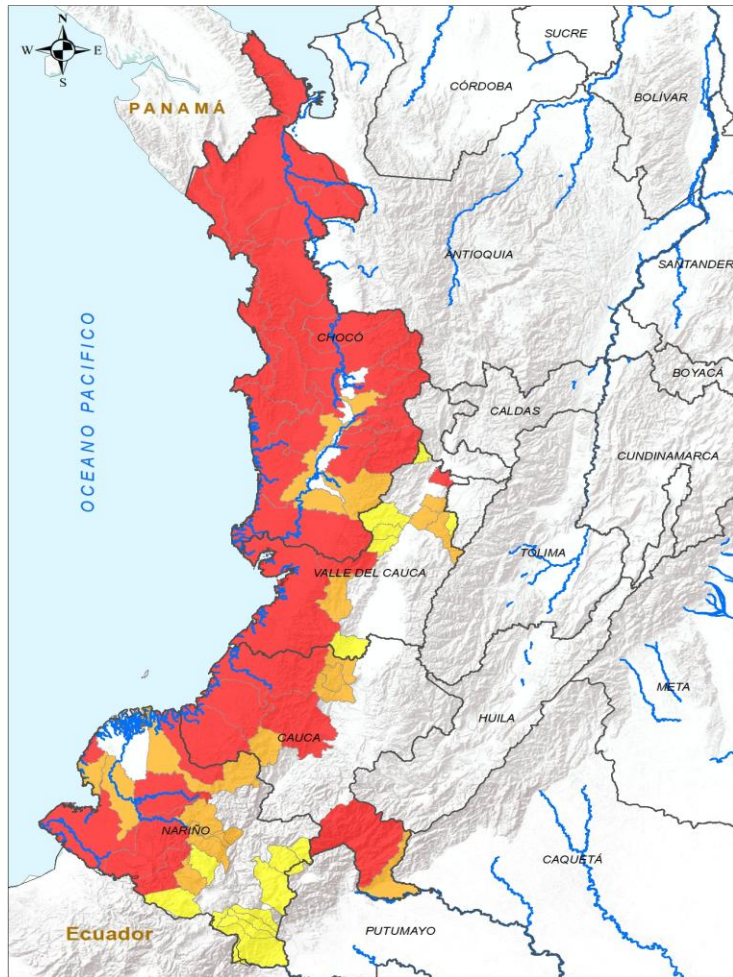 N
W E
S
PANAMÁ
SUCRE
CÓRDOBA
BOLÍVAR
ANTIOQUIA
SANTANDER
OCEANO PACIFICO
CHOCÓ
BOYACÁ
CALDAS
CUNDINAMARCA
TOLIMA
VALLE DEL CAUCA
META
HUILA
CAUCA
NARIÑO
CAQUETÁ
PUTUMAYO
Ecuador